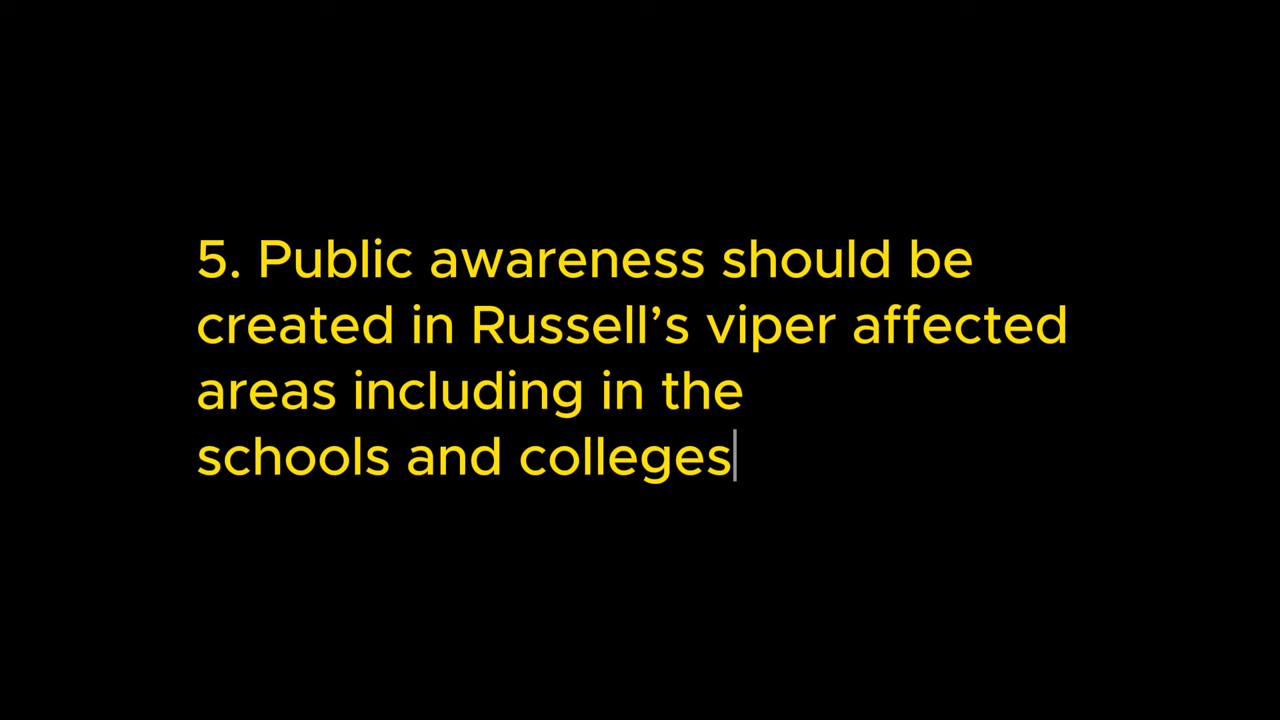 5. Public awareness should be
created in Russell’s viper affected
areas including in the
schools and colleges